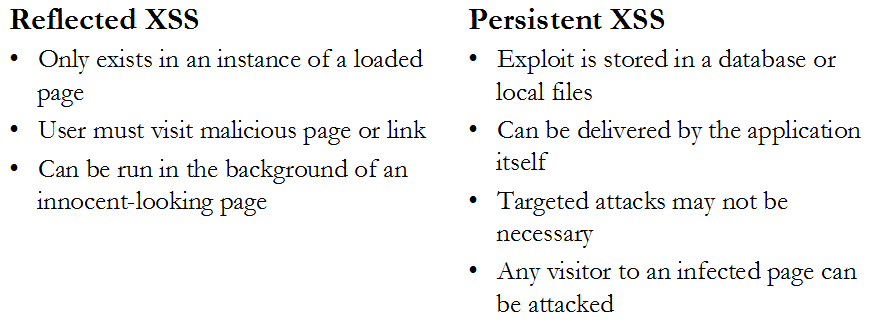 Reflected XSS
• Only exists in an instance of a loaded
page
• User must visit malicious page or link
• Can be run in the background of an
innocent-looking page
Persistent XSS
• Exploit is stored in a database or
local files
• Can be delivered by the application
itself
• Targeted attacks may not be
necessary
• Any visitor to an infected page can
be attacked